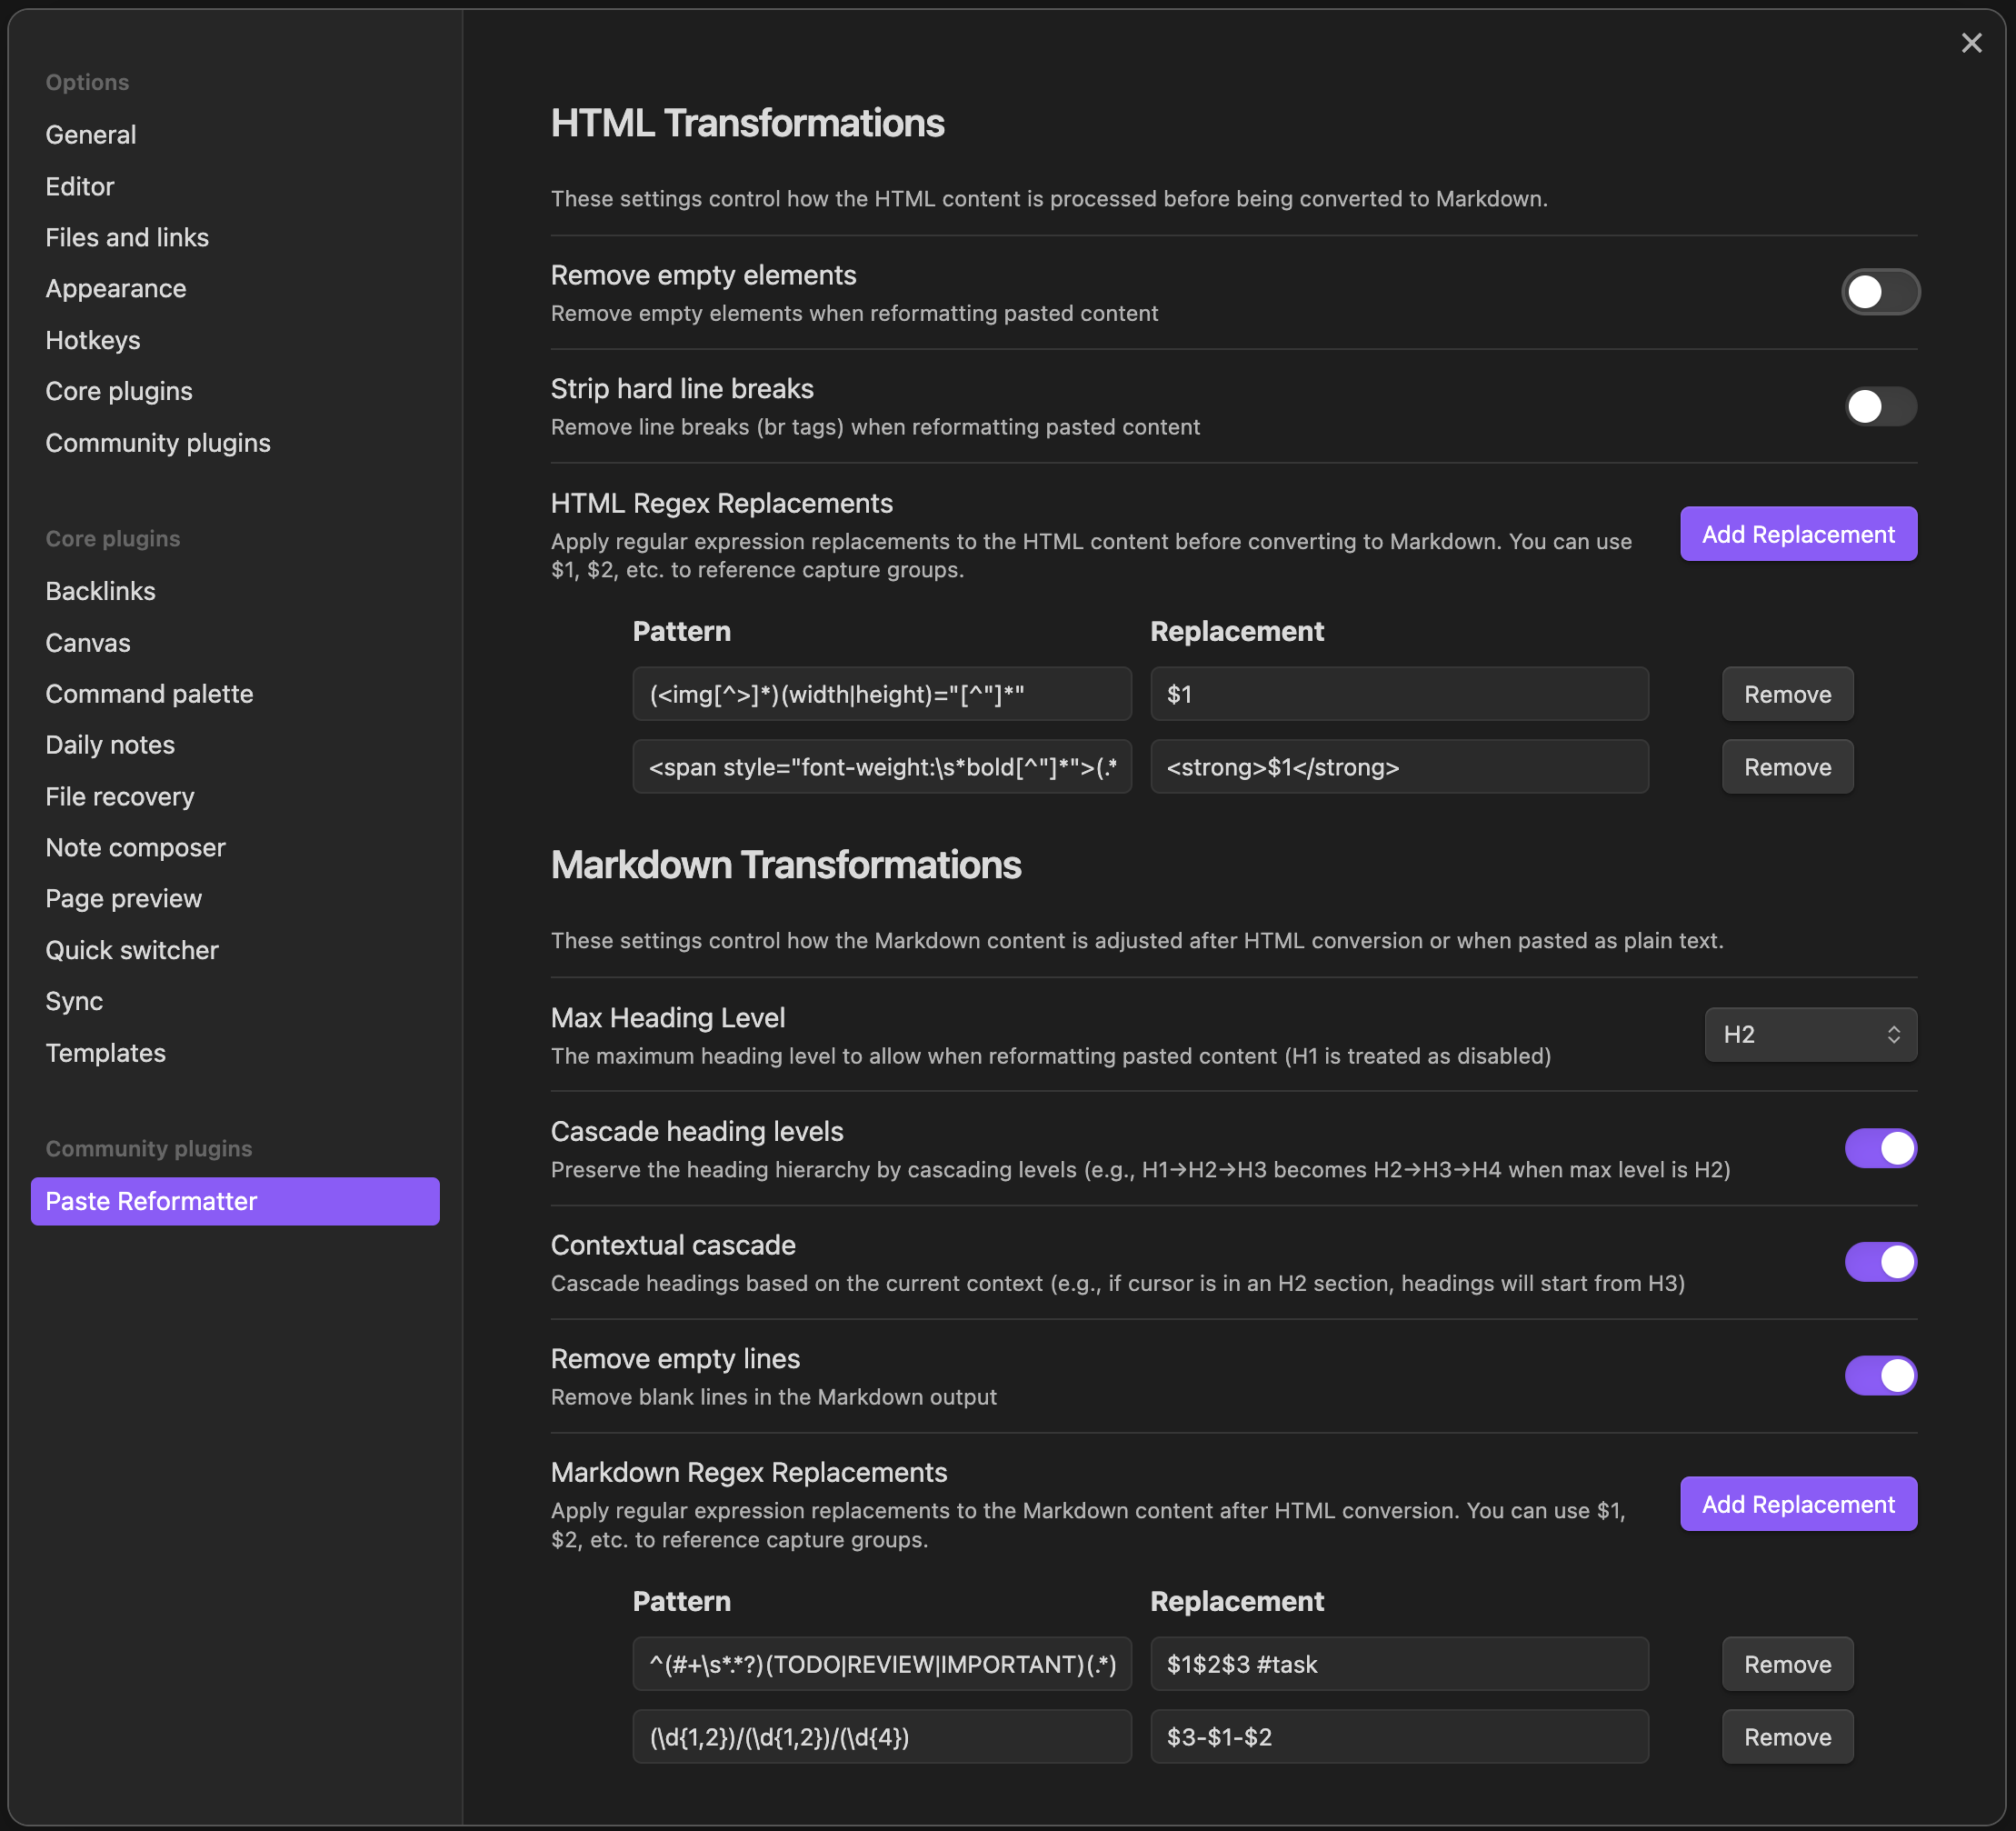 Options
General
Editor
Files and links
Appearance
Hotkeys
Core plugins
Community plugins
Core plugins
Backlinks
Canvas
Command palette
Daily notes
File recovery
Note composer
Page preview
Quick switcher
Sync
Templates
Community plugins
Paste Reformatter
HTML Transformations
These settings control how the HTML content is processed before being converted to Markdown.
Remove empty elements
Remove empty elements when reformatting pasted content
Strip hard line breaks
Remove line breaks (br tags) when reformatting pasted content
HTML Regex Replacements
Apply regular expression replacements to the HTML content before converting to Markdown. You can use
$1, $2, etc. to reference capture groups.
Add Replacement
Pattern Replacement
(<img[^>]*)(width|height)="[^"]*" $1 Remove
<span style="font-weight:\s*bold[^"]*">(.* <strong>$1</strong> Remove
Markdown Transformations
These settings control how the Markdown content is adjusted after HTML conversion or when pasted as plain text.
Max Heading Level
The maximum heading level to allow when reformatting pasted content (H1 is treated as disabled)
H2
Cascade heading levels
Preserve the heading hierarchy by cascading levels (e.g., H1→H2→H3 becomes H2→H3→H4 when max level is H2)
Contextual cascade
Cascade headings based on the current context (e.g., if cursor is in an H2 section, headings will start from H3)
Remove empty lines
Remove blank lines in the Markdown output
Markdown Regex Replacements
Apply regular expression replacements to the Markdown content after HTML conversion. You can use $1,
$2, etc. to reference capture groups.
Add Replacement
Pattern Replacement
^(#+\s*.*?)(TODO|REVIEW|IMPORTANT)(.*) $1$2$3 #task Remove
(\d{1,2})/(\d{1,2})/(\d{4}) $3-$1-$2 Remove